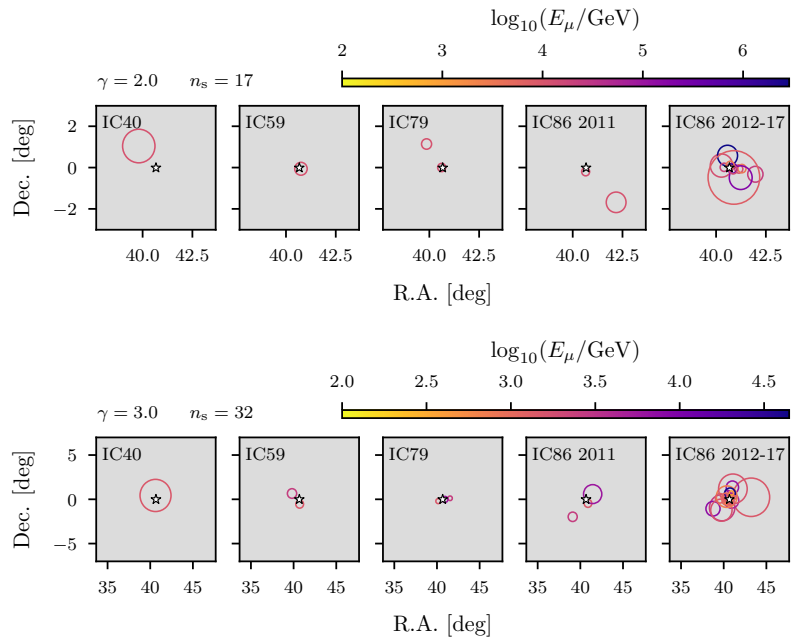 log₁₀(Eμ/GeV)
2 3 4 5 6
γ = 2.0 nₛ = 17
IC40 IC59 IC79 IC86 2011 IC86 2012-17
2
0
−2
Dec. [deg]
40.0 42.5 40.0 42.5 40.0 42.5 40.0 42.5 40.0 42.5
R.A. [deg]
log₁₀(Eμ/GeV)
2.0 2.5 3.0 3.5 4.0 4.5
γ = 3.0 nₛ = 32
IC40 IC59 IC79 IC86 2011 IC86 2012-17
5
0
−5
Dec. [deg]
35 40 45 35 40 45 35 40 45 35 40 45 35 40 45
R.A. [deg]